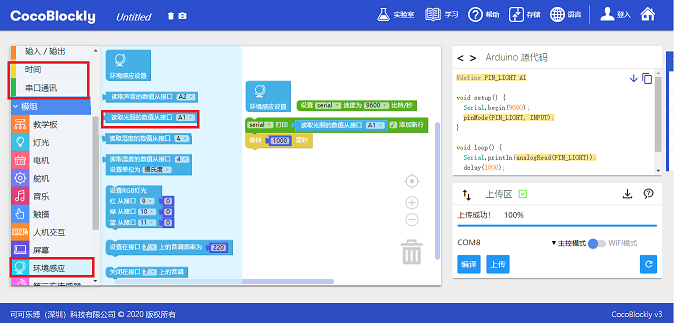 CocoBlockly
Untitled
实验室 学习 帮助 存储 语言 登入
输入 / 输出
时间
串口通讯
模组
教学板
灯光
电机
舵机
音乐
触摸
人机交互
屏幕
环境感应
环境感应设置
读取声音的数值从接口 A2
读取光照的数值从接口 A1
读取湿度的数值从接口 4
读取温度的数值从接口 4
设置单位为 摄氏度
设置RGB灯光
红 从接口 9 0
绿 从接口 10 0
蓝 从接口 11 0
设置在接口 7 上的音调频率为 220
关闭在接口 7 上的音调
环境感应设置
设置 serial 速度为 9600 比特/秒
serial 打印 读取光照的数值从接口 A1 添加新行
等待 1000 毫秒
< > Arduino 源代码
#define PIN_LIGHT A1
void setup() {
Serial.begin(9600);
pinMode(PIN_LIGHT, INPUT);
}
void loop() {
Serial.println(analogRead(PIN_LIGHT));
delay(1000);
上传区
上传成功！ 100%
COM8
主控模式 WiFi模式
编译 上传
可可乐博（深圳）科技有限公司 © 2020 版权所有
CocoBlockly v3